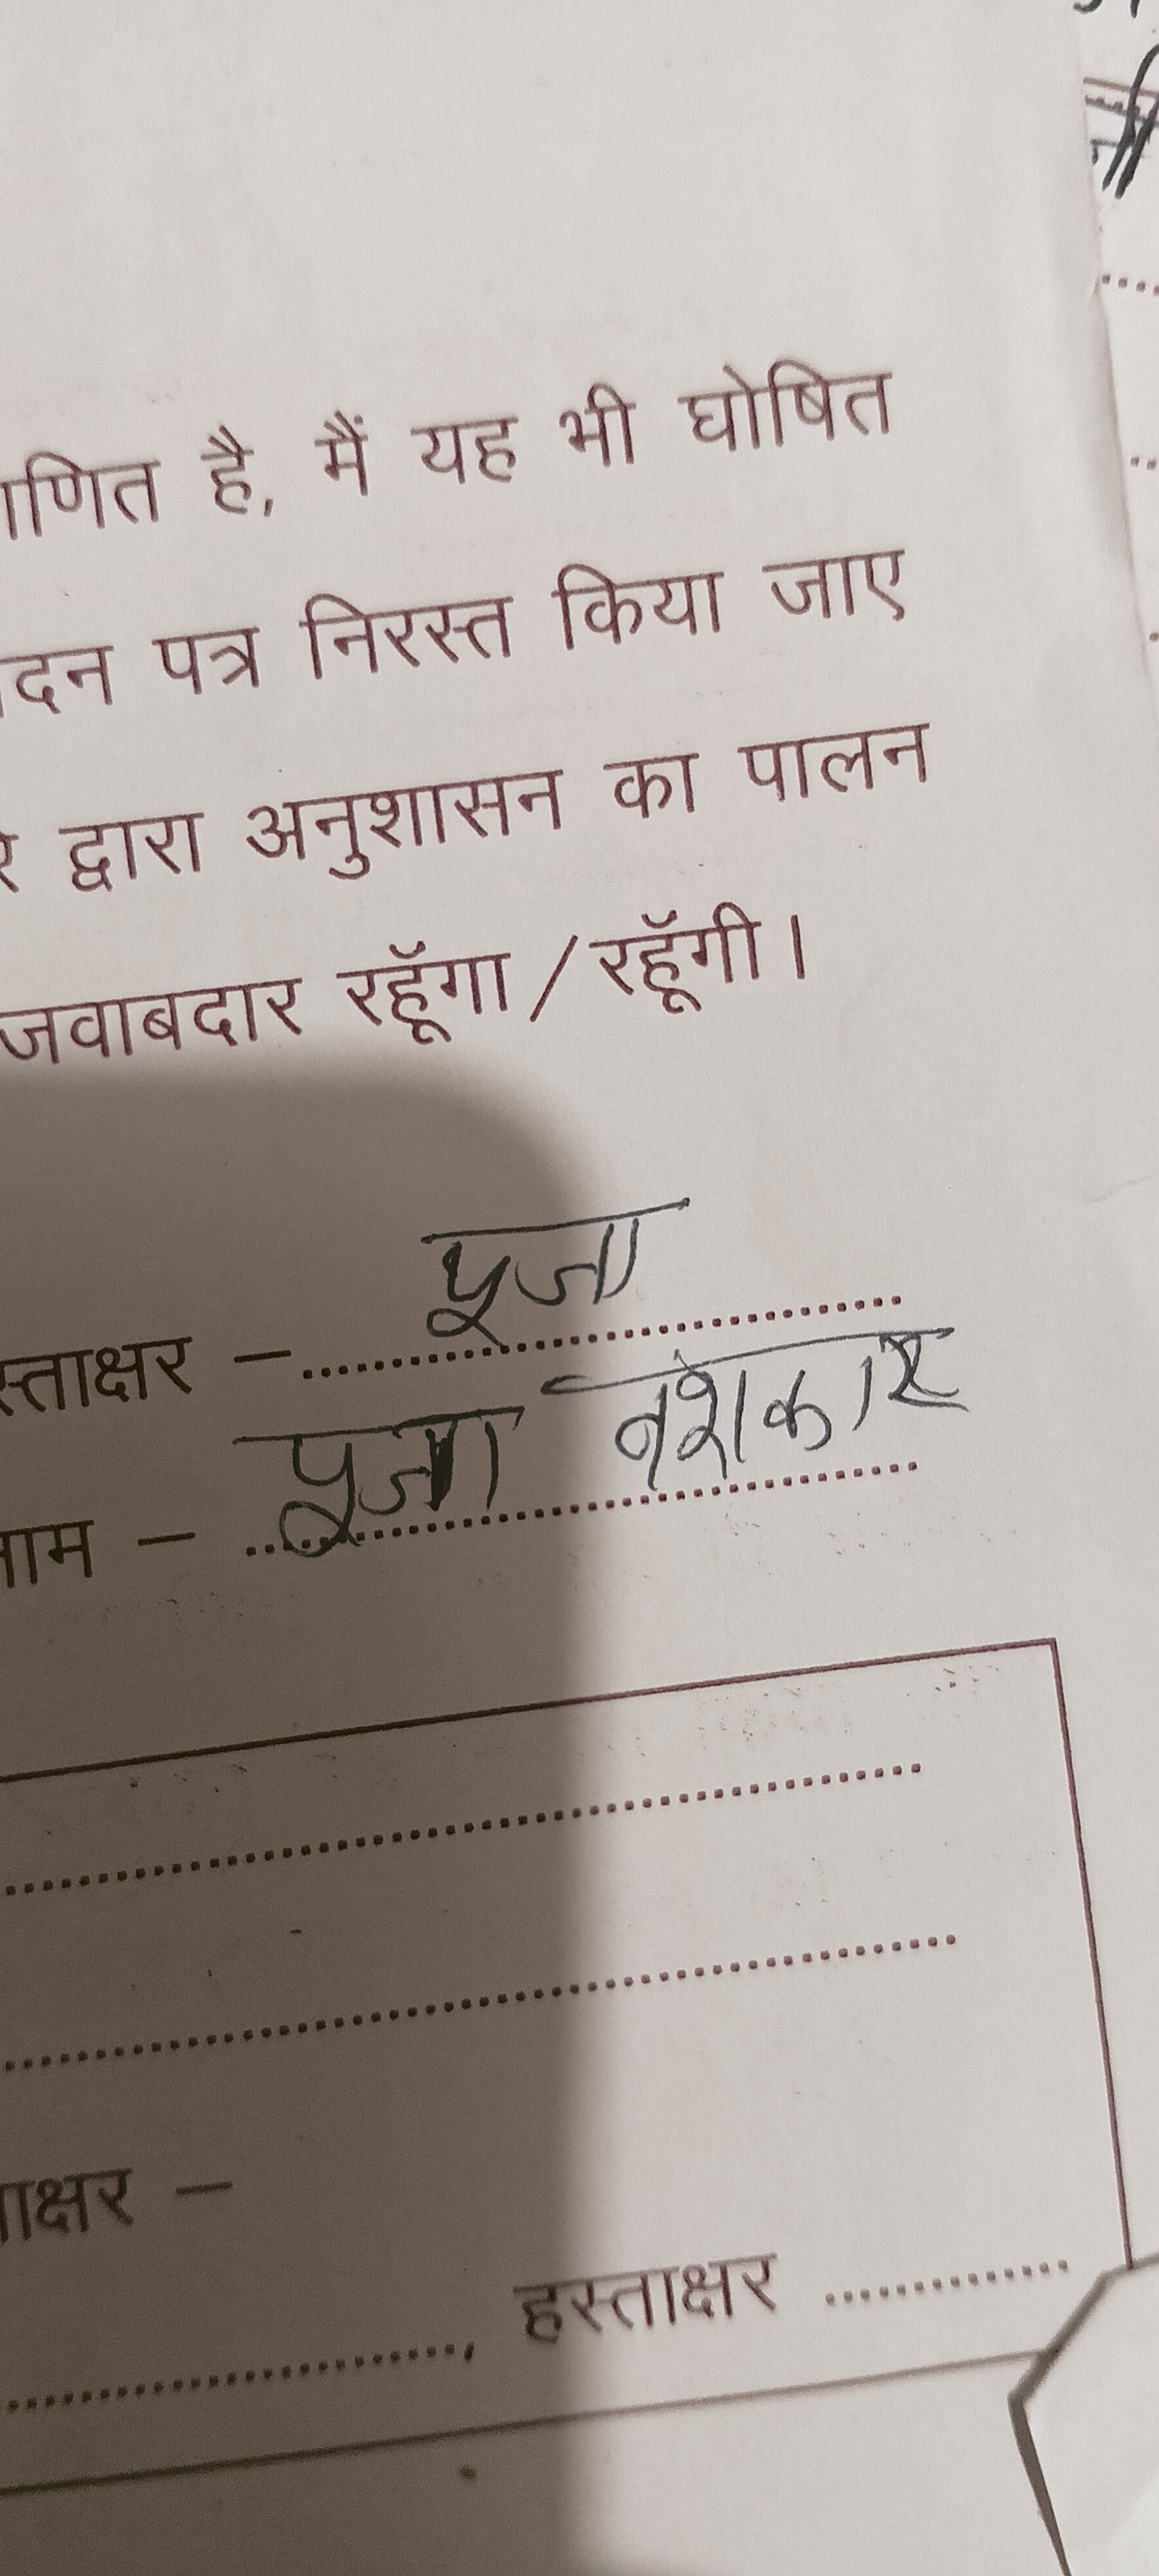 ाणित है, मैं यह भी घोषित
दन पत्र निरस्त किया जाए
रे द्वारा अनुशासन का पालन
जवाबदार रहूॅगा/रहूॅगी।
स्ताक्षर - पूजा
नाम - पूजा
ाक्षर -
, हस्ताक्षर